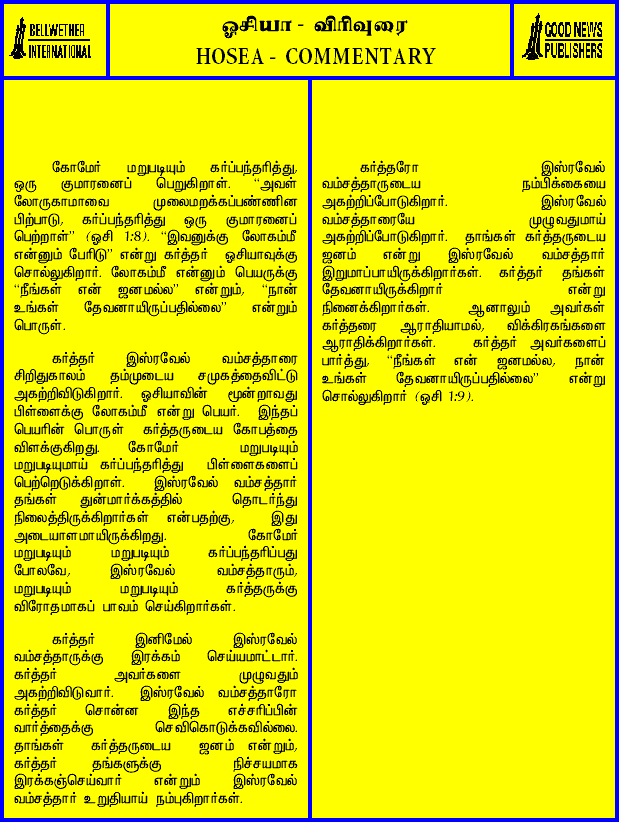 BELLWETHER
INTERNATIONAL
ஓசியா - விரிவுரை
HOSEA - COMMENTARY
GOOD NEWS
PUBLISHERS
கோமேர் மறுபடியும் கர்ப்பந்தரித்து,
ஒரு குமாரனைப் பெறுகிறாள். “அவள்
லோருகாமாவை முலைமறக்கப்பண்ணின
பிற்பாடு, கர்ப்பந்தரித்து ஒரு குமாரனைப்
பெற்றாள்” (ஓசி 1:8). “இவனுக்கு லோகம்மீ
என்னும் பேரிடு” என்று கர்த்தர் ஓசியாவுக்கு
சொல்லுகிறார். லோகம்மீ என்னும் பெயருக்கு
“நீங்கள் என் ஜனமல்ல” என்றும், “நான்
உங்கள் தேவனாயிருப்பதில்லை” என்றும்
பொருள்.
கர்த்தர் இஸ்ரவேல் வம்சத்தாரை
சிறிதுகாலம் தம்முடைய சமுகத்தைவிட்டு
அகற்றிவிடுகிறார். ஓசியாவின் மூன்றாவது
பிள்ளைக்கு லோகம்மீ என்று பெயர். இந்தப்
பெயரின் பொருள் கர்த்தருடைய கோபத்தை
விளக்குகிறது. கோமேர் மறுபடியும்
மறுபடியுமாய் கர்ப்பந்தரித்து பிள்ளைகளைப்
பெற்றெடுக்கிறாள். இஸ்ரவேல் வம்சத்தார்
தங்கள் துன்மார்க்கத்தில் தொடர்ந்து
நிலைத்திருக்கிறார்கள் என்பதற்கு, இது
அடையாளமாயிருக்கிறது. கோமேர்
மறுபடியும் மறுபடியும் கர்ப்பந்தரிப்பது
போலவே, இஸ்ரவேல் வம்சத்தாரும்,
மறுபடியும் மறுபடியும் கர்த்தருக்கு
விரோதமாகப் பாவம் செய்கிறார்கள்.
கர்த்தர் இனிமேல் இஸ்ரவேல்
வம்சத்தாருக்கு இரக்கம் செய்யமாட்டார்.
கர்த்தர் அவர்களை முழுவதும்
அகற்றிவிடுவார். இஸ்ரவேல் வம்சத்தாரோ
கர்த்தர் சொன்ன இந்த எச்சரிப்பின்
வார்த்தைக்கு செவிகொடுக்கவில்லை.
தாங்கள் கர்த்தருடைய ஜனம் என்றும்,
கர்த்தர் தங்களுக்கு நிச்சயமாக
இரக்கஞ்செய்வார் என்றும் இஸ்ரவேல்
வம்சத்தார் உறுதியாய் நம்புகிறார்கள்.
கர்த்தரோ இஸ்ரவேல்
வம்சத்தாருடைய நம்பிக்கையை
அகற்றிப்போடுகிறார். இஸ்ரவேல்
வம்சத்தாரையே முழுவதுமாய்
அகற்றிப்போடுகிறார். தாங்கள் கர்த்தருடைய
ஜனம் என்று இஸ்ரவேல் வம்சத்தார்
இறுமாப்பாயிருக்கிறார்கள். கர்த்தர் தங்கள்
தேவனாயிருக்கிறார் என்று
நினைக்கிறார்கள். ஆனாலும் அவர்கள்
கர்த்தரை ஆராதியாமல், விக்கிரகங்களை
ஆராதிக்கிறார்கள். கர்த்தர் அவர்களைப்
பார்த்து, “நீங்கள் என் ஜனமல்ல, நான்
உங்கள் தேவனாயிருப்பதில்லை” என்று
சொல்லுகிறார் (ஓசி 1:9).